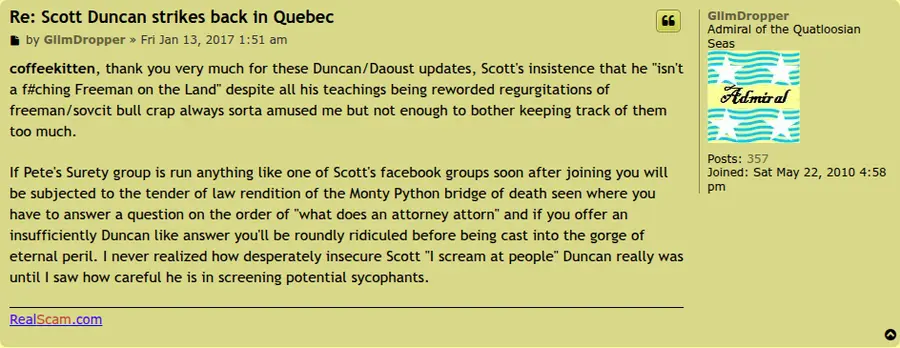 Re: Scott Duncan strikes back in Quebec
by GlimDropper » Fri Jan 13, 2017 1:51 am
coffeekitten, thank you very much for these Duncan/Daoust updates, Scott's insistence that he "isn't
a f#ching Freeman on the Land" despite all his teachings being reworded regurgitations of
freeman/sovcit bull crap always sorta amused me but not enough to bother keeping track of them
too much.
If Pete's Surety group is run anything like one of Scott's facebook groups soon after joining you will
be subjected to the tender of law rendition of the Monty Python bridge of death seen where you
have to answer a question on the order of "what does an attorney attorn" and if you offer an
insufficiently Duncan like answer you'll be roundly ridiculed before being cast into the gorge of
eternal peril. I never realized how desperately insecure Scott "I scream at people" Duncan really was
until I saw how careful he is in screening potential sycophants.
RealScam.com
GlimDropper
Admiral of the Quatloosian
Seas
Admiral
Posts: 357
Joined: Sat May 22, 2010 4:58
pm